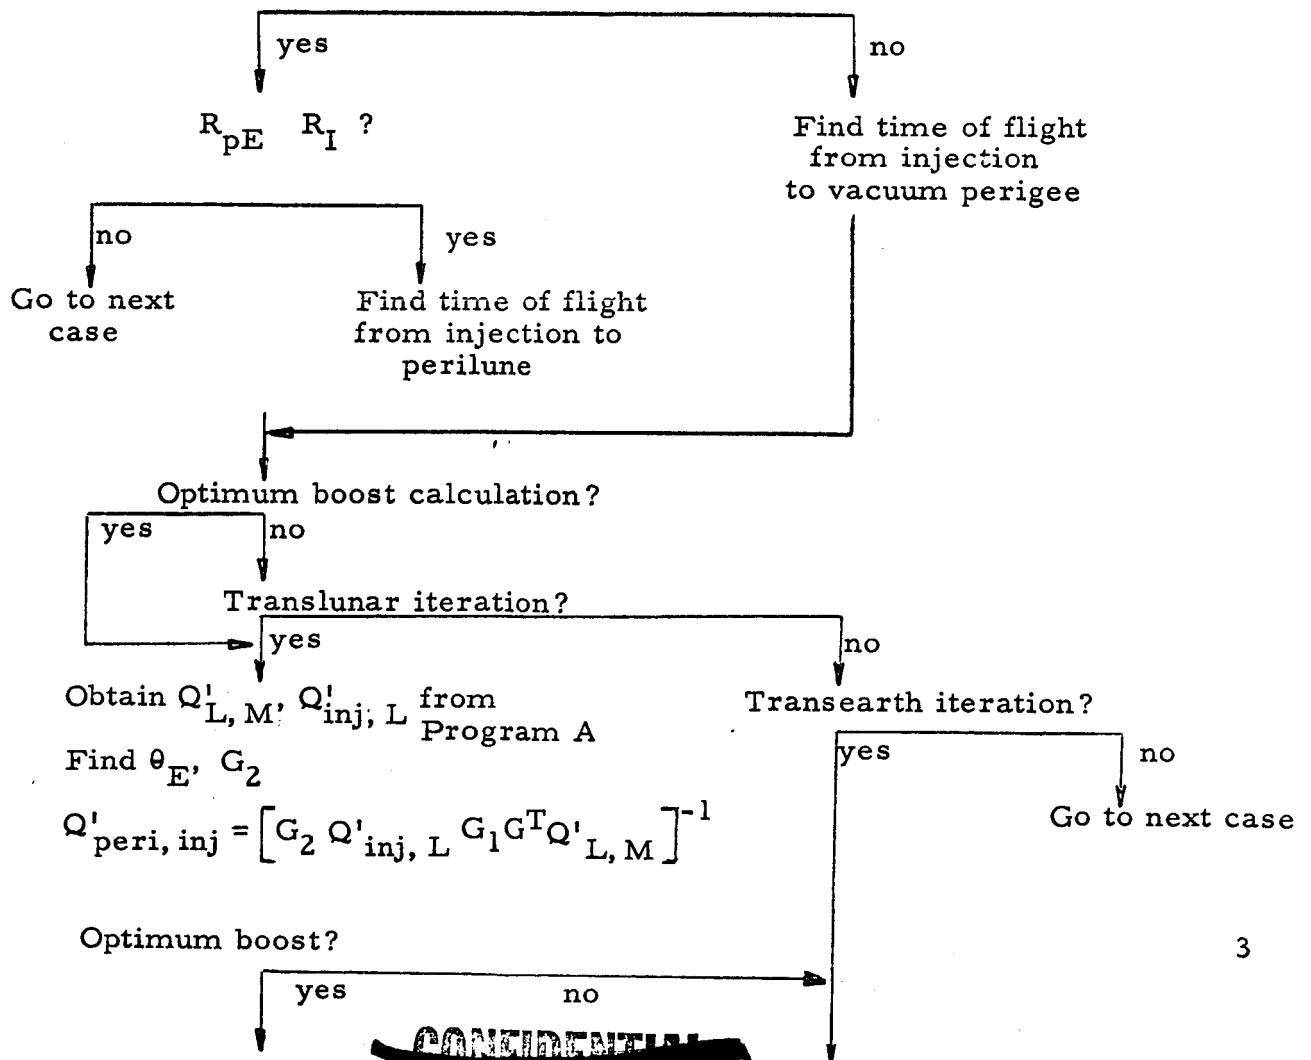 yes
no
R_pE R_I ?
Find time of flight
from injection
to vacuum perigee
no
yes
Go to next
case
Find time of flight
from injection to
perilune
Optimum boost calculation?
yes
no
Translunar iteration?
yes
no
Obtain Q'_L, M, Q'_inj, L from
Program A
Find θ_E, G_2
Q'_peri, inj = [G_2 Q'_inj, L G_1 G^T Q'_L, M]^-1
Transearth iteration?
yes
no
Go to next case
Optimum boost?
3
yes
no
CONFIDENTIAL